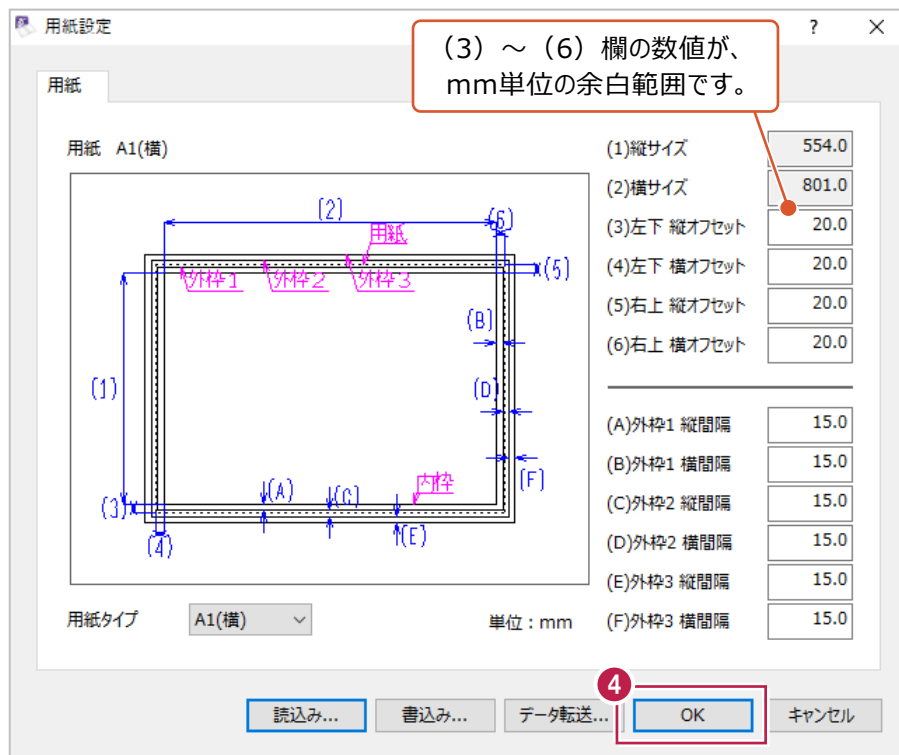 用紙設定
?
×
(3)～(6)欄の数値が、
mm単位の余白範囲です。
用紙
用紙 A1(横)
(1)縦サイズ 554.0
(2)横サイズ 801.0
(3)左下 縦オフセット 20.0
(4)左下 横オフセット 20.0
(5)右上 縦オフセット 20.0
(6)右上 横オフセット 20.0
(A)外枠1 縦間隔 15.0
(B)外枠1 横間隔 15.0
(C)外枠2 縦間隔 15.0
(D)外枠2 横間隔 15.0
(E)外枠3 縦間隔 15.0
(F)外枠3 横間隔 15.0
(2)
(6)
用紙
外枠1
外枠2
外枠3
(5)
(B)
(1)
(D)
(F)
内枠
(A)
(C)
(3)
(E)
(4)
用紙タイプ A1(横)
単位：mm
4
読込み...
書込み...
データ転送...
OK
キャンセル